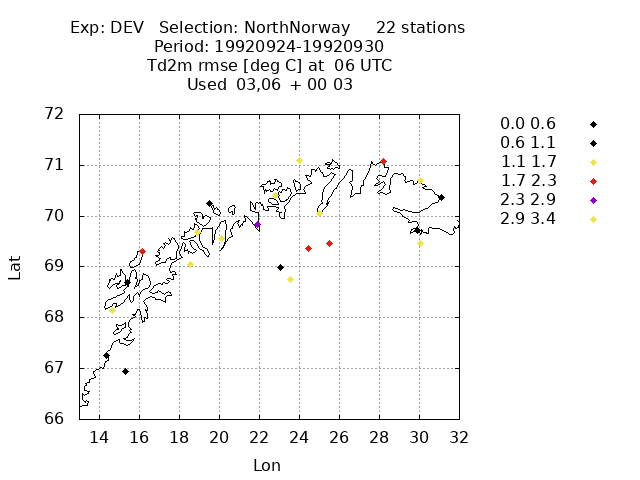 Exp: DEV Selection: NorthNorway 22 stations
Period: 19920924-19920930
Td2m rmse [deg C] at 06 UTC
Used 03,06 + 00 03
72
71
70
69
68
67
66
Lat
14 16 18 20 22 24 26 28 30 32
Lon
0.0 0.6
0.6 1.1
1.1 1.7
1.7 2.3
2.3 2.9
2.9 3.4